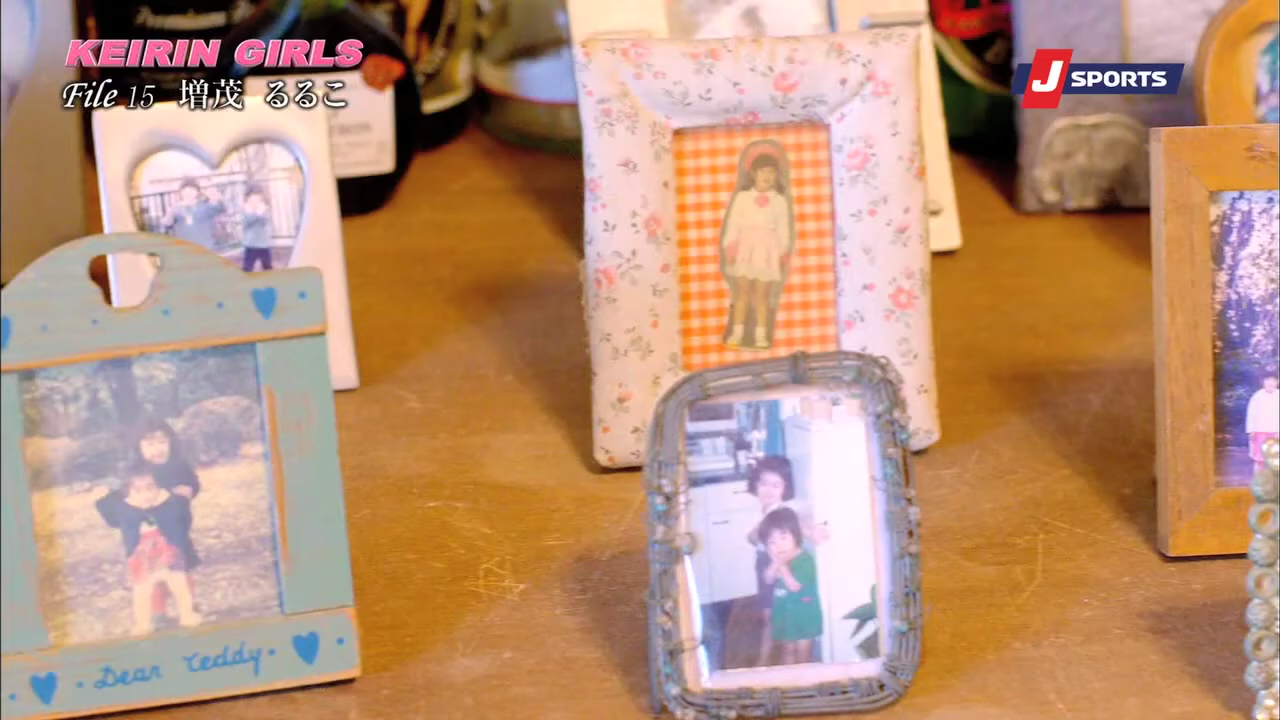 KEIRIN GIRLS
File 15 増茂 るるこ
J SPORTS
Dear Teddy